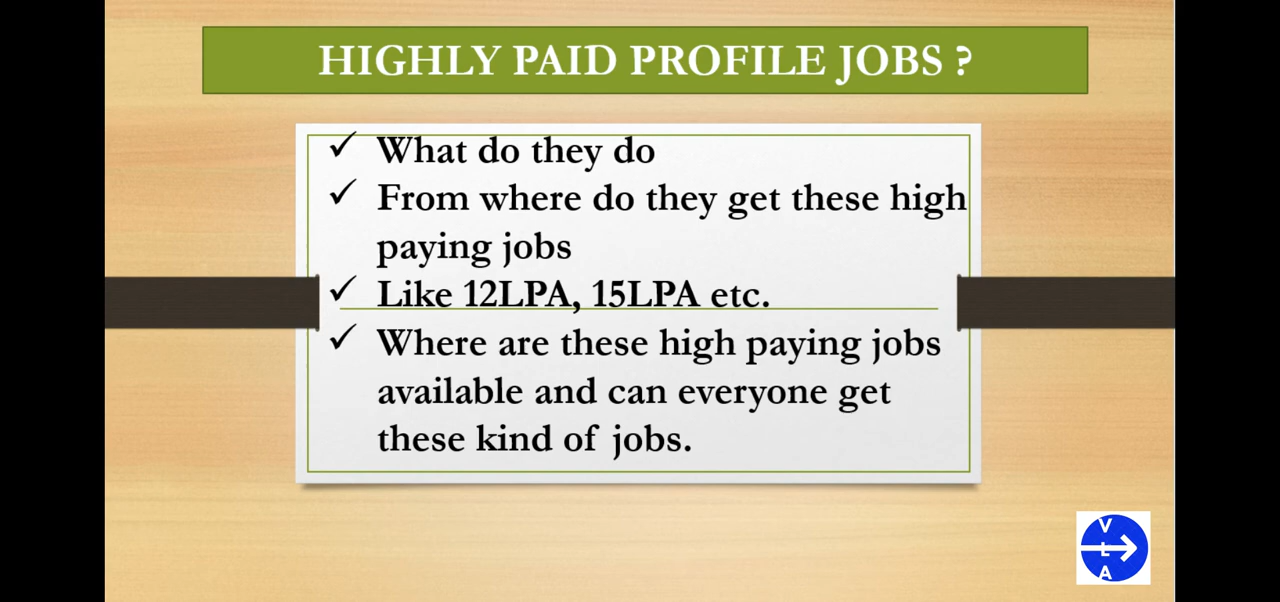 HIGHLY PAID PROFILE JOBS ?
✓ What do they do
✓ From where do they get these high
paying jobs
✓ Like 12LPA, 15LPA etc.
✓ Where are these high paying jobs
available and can everyone get
these kind of jobs.
V
L
A